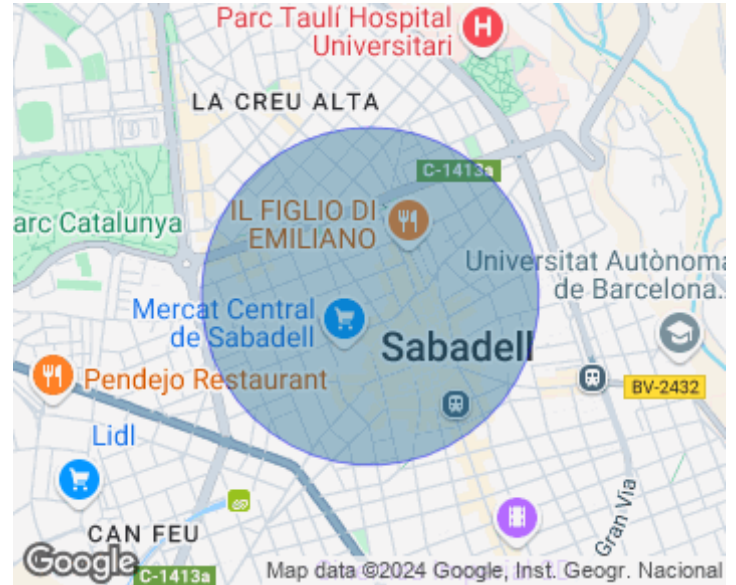 Parc Taulí Hospital
Universitari
H
LA CREU ALTA
C-1413a
arc Catalunya
IL FIGLIO DI
EMILIANO
Universitat Autònoma
de Barcelona...
Mercat Central
de Sabadell
Sabadell
Pendejo Restaurant
BV-2432
Lidl
Gran Via
CAN FEU
Google
C-1413a
Map data ©2024 Google, Inst. Geogr. Nacional